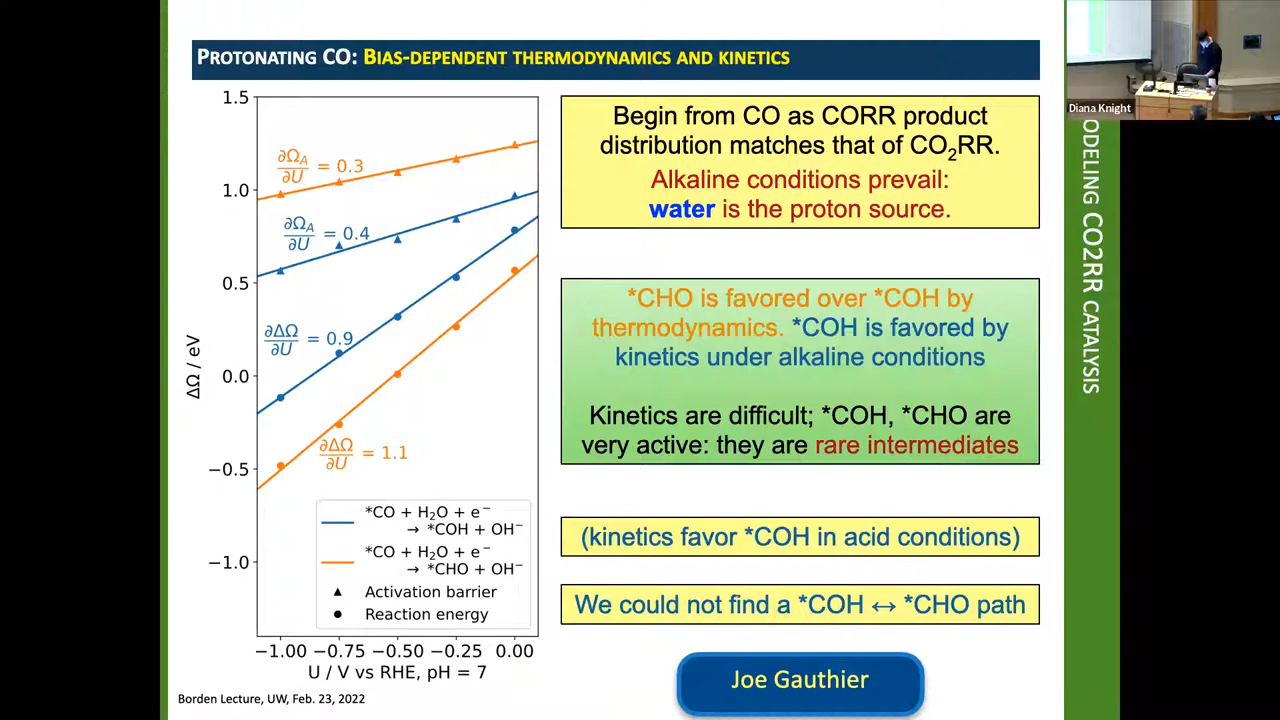 PROTONATING CO: BIAS-DEPENDENT THERMODYNAMICS AND KINETICS
1.5
1.0
0.5
0.0
−0.5
−1.0
ΔΩ / eV
∂Ω_A/∂U = 0.3
∂Ω_A/∂U = 0.4
∂ΔΩ/∂U = 0.9
∂ΔΩ/∂U = 1.1
*CO + H₂O + e⁻
→ *COH + OH⁻
*CO + H₂O + e⁻
→ *CHO + OH⁻
Activation barrier
Reaction energy
−1.00 −0.75 −0.50 −0.25 0.00
U / V vs RHE, pH = 7
Borden Lecture, UW, Feb. 23, 2022
Begin from CO as CORR product
distribution matches that of CO₂RR.
Alkaline conditions prevail:
water is the proton source.
*CHO is favored over *COH by
thermodynamics. *COH is favored by
kinetics under alkaline conditions
Kinetics are difficult; *COH, *CHO are
very active: they are rare intermediates
(kinetics favor *COH in acid conditions)
We could not find a *COH ↔ *CHO path
Joe Gauthier
Diana Knight
ODELING CO2RR CATALYSIS